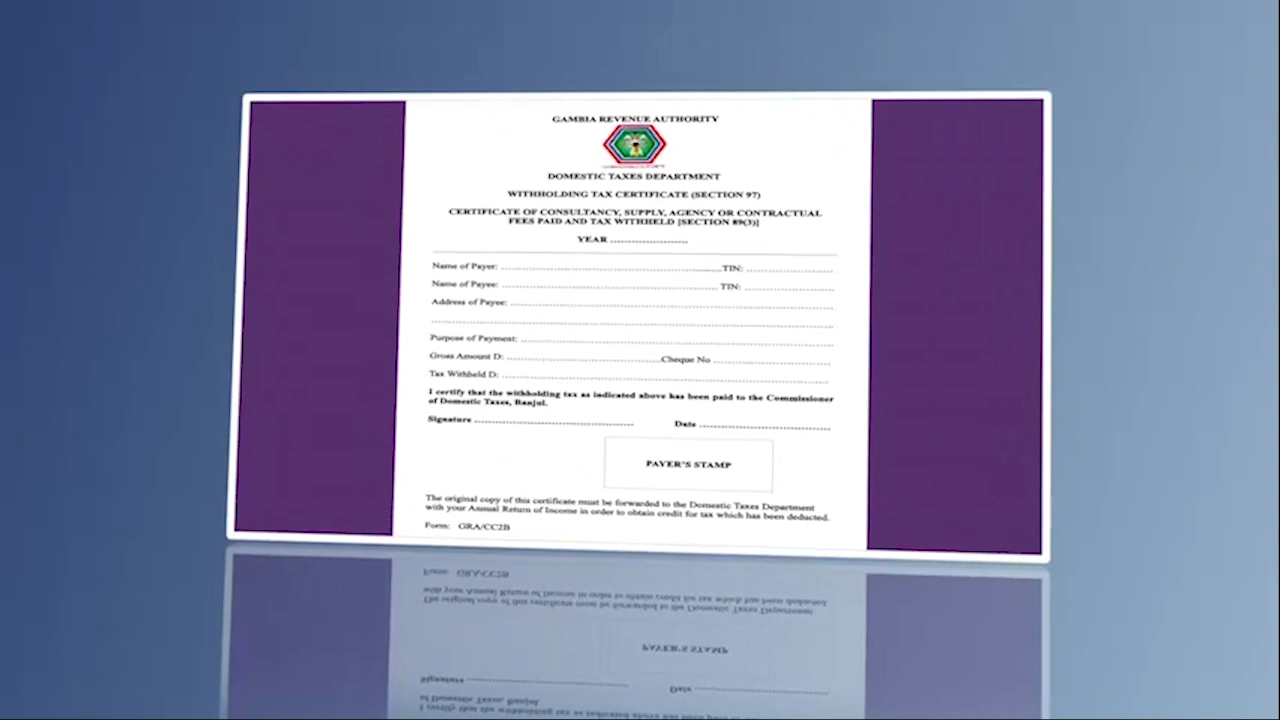 GAMBIA REVENUE AUTHORITY
DOMESTIC TAXES DEPARTMENT
WITHHOLDING TAX CERTIFICATE (SECTION 97)
CERTIFICATE OF CONSULTANCY, SUPPLY, AGENCY OR CONTRACTUAL
FEES PAID AND TAX WITHHELD [SECTION 89(3)]
YEAR ........................
Name of Payer: ........................ TIN: ........................
Name of Payee: ........................ TIN: ........................
Address of Payee: ........................
Purpose of Payment: ........................
Gross Amount D: ........................ Cheque No ........................
Tax Withheld D: ........................
I certify that the withholding tax as indicated above has been paid to the Commissioner
of Domestic Taxes, Banjul.
Signature ........................ Date ........................
PAYER'S STAMP
The original copy of this certificate must be forwarded to the Domestic Taxes Department
with your Annual Return of Income in order to obtain credit for tax which has been deducted.
Form: GRA/CC2B